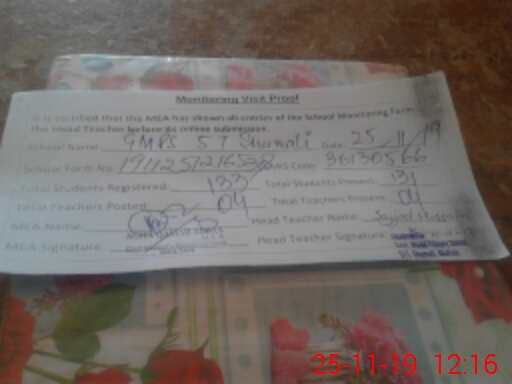 Monitoring Visit Proof
It is certified that the MEA has shown all entries of the School Monitoring Form
the Head Teacher before its online submission.
School Name: GMPS 5T Shamali Date: 25/11/19
School Form No. EMIS Code: 36130566
Total Students Registered: 133 Total Students Present: 131
Total Teachers Posted: 04 Total Teachers Present: 04
MEA Name: Head Teacher Name: Sayed
MEA Signature: Head Teacher Signature:
25-11-19 12:16